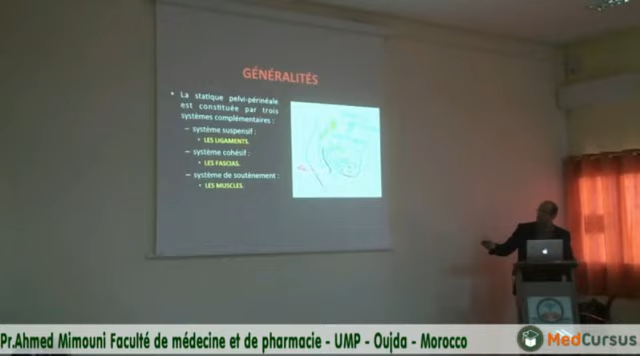 GÉNÉRALITÉS
• La statique pelvi-périnéale
est constituée par trois
systèmes complémentaires :
– système suspensif :
• LES LIGAMENTS.
– système cohésif :
• LES FASCIAS.
– système de soutènement :
• LES MUSCLES.
Pr.Ahmed Mimouni Faculté de médecine et de pharmacie - UMP - Oujda - Morocco
MedCursus